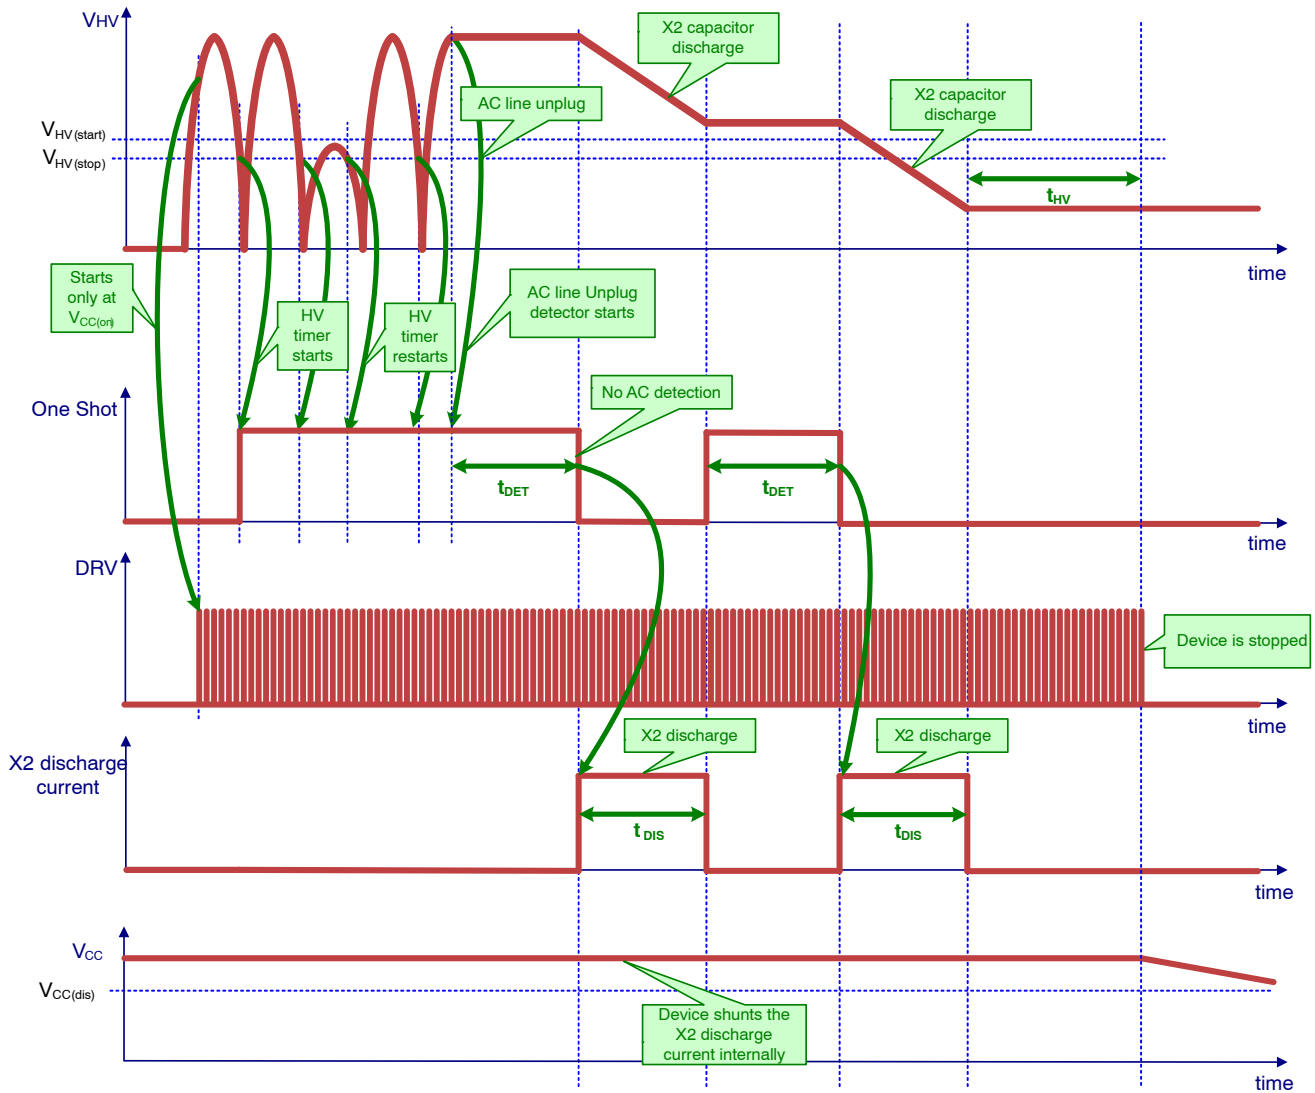 VHV
X2 capacitor
discharge
AC line unplug
X2 capacitor
discharge
VHV(start)
VHV(stop)
tHV
time
Starts
only at
VCC(on)
HV
timer
starts
HV
timer
restarts
AC line Unplug
detector starts
No AC detection
One Shot
tDET
tDET
time
DRV
Device is stopped
time
X2 discharge
X2 discharge
X2 discharge
current
t DIS
tDIS
time
VCC
VCC(dis)
Device shunts the
X2 discharge
current internally
time